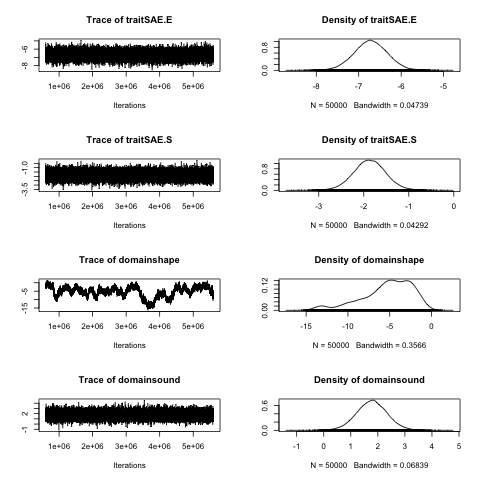 Trace of traitSAE.E
Density of traitSAE.E
-8 -6
1e+06 2e+06 3e+06 4e+06 5e+06
Iterations
0.0 0.8
-8 -7 -6 -5
N = 50000 Bandwidth = 0.04739
Trace of traitSAE.S
Density of traitSAE.S
-3.5 -1.0
1e+06 2e+06 3e+06 4e+06 5e+06
Iterations
0.0 0.8
-3 -2 -1 0
N = 50000 Bandwidth = 0.04292
Trace of domainshape
Density of domainshape
-15 -5
1e+06 2e+06 3e+06 4e+06 5e+06
Iterations
0.00 0.12
-15 -10 -5 0
N = 50000 Bandwidth = 0.3566
Trace of domainsound
Density of domainsound
-1 2
1e+06 2e+06 3e+06 4e+06 5e+06
Iterations
0.0 0.6
-1 0 1 2 3 4 5
N = 50000 Bandwidth = 0.06839